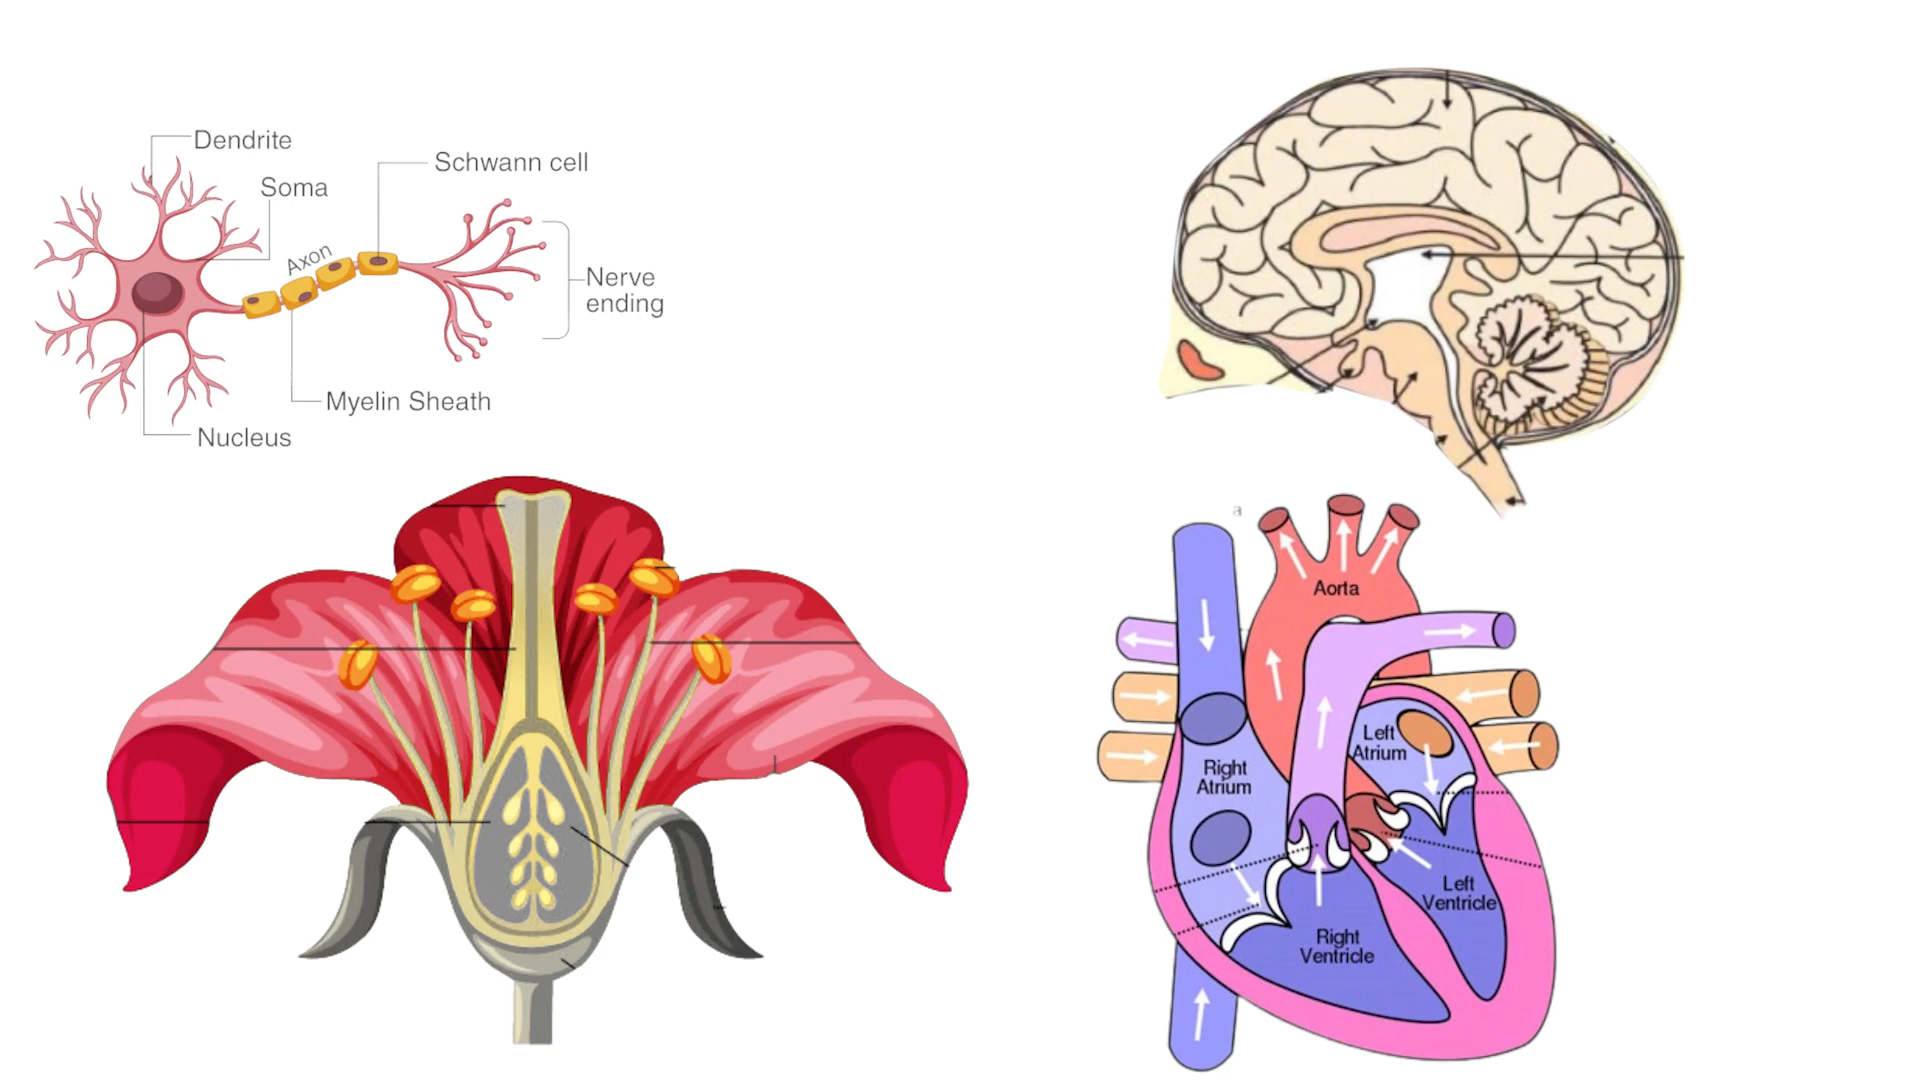 Dendrite
Soma
Schwann cell
Axon
Nerve
ending
Myelin Sheath
Nucleus
a
Aorta
Left
Atrium
Right
Atrium
Left
Ventricle
Right
Ventricle